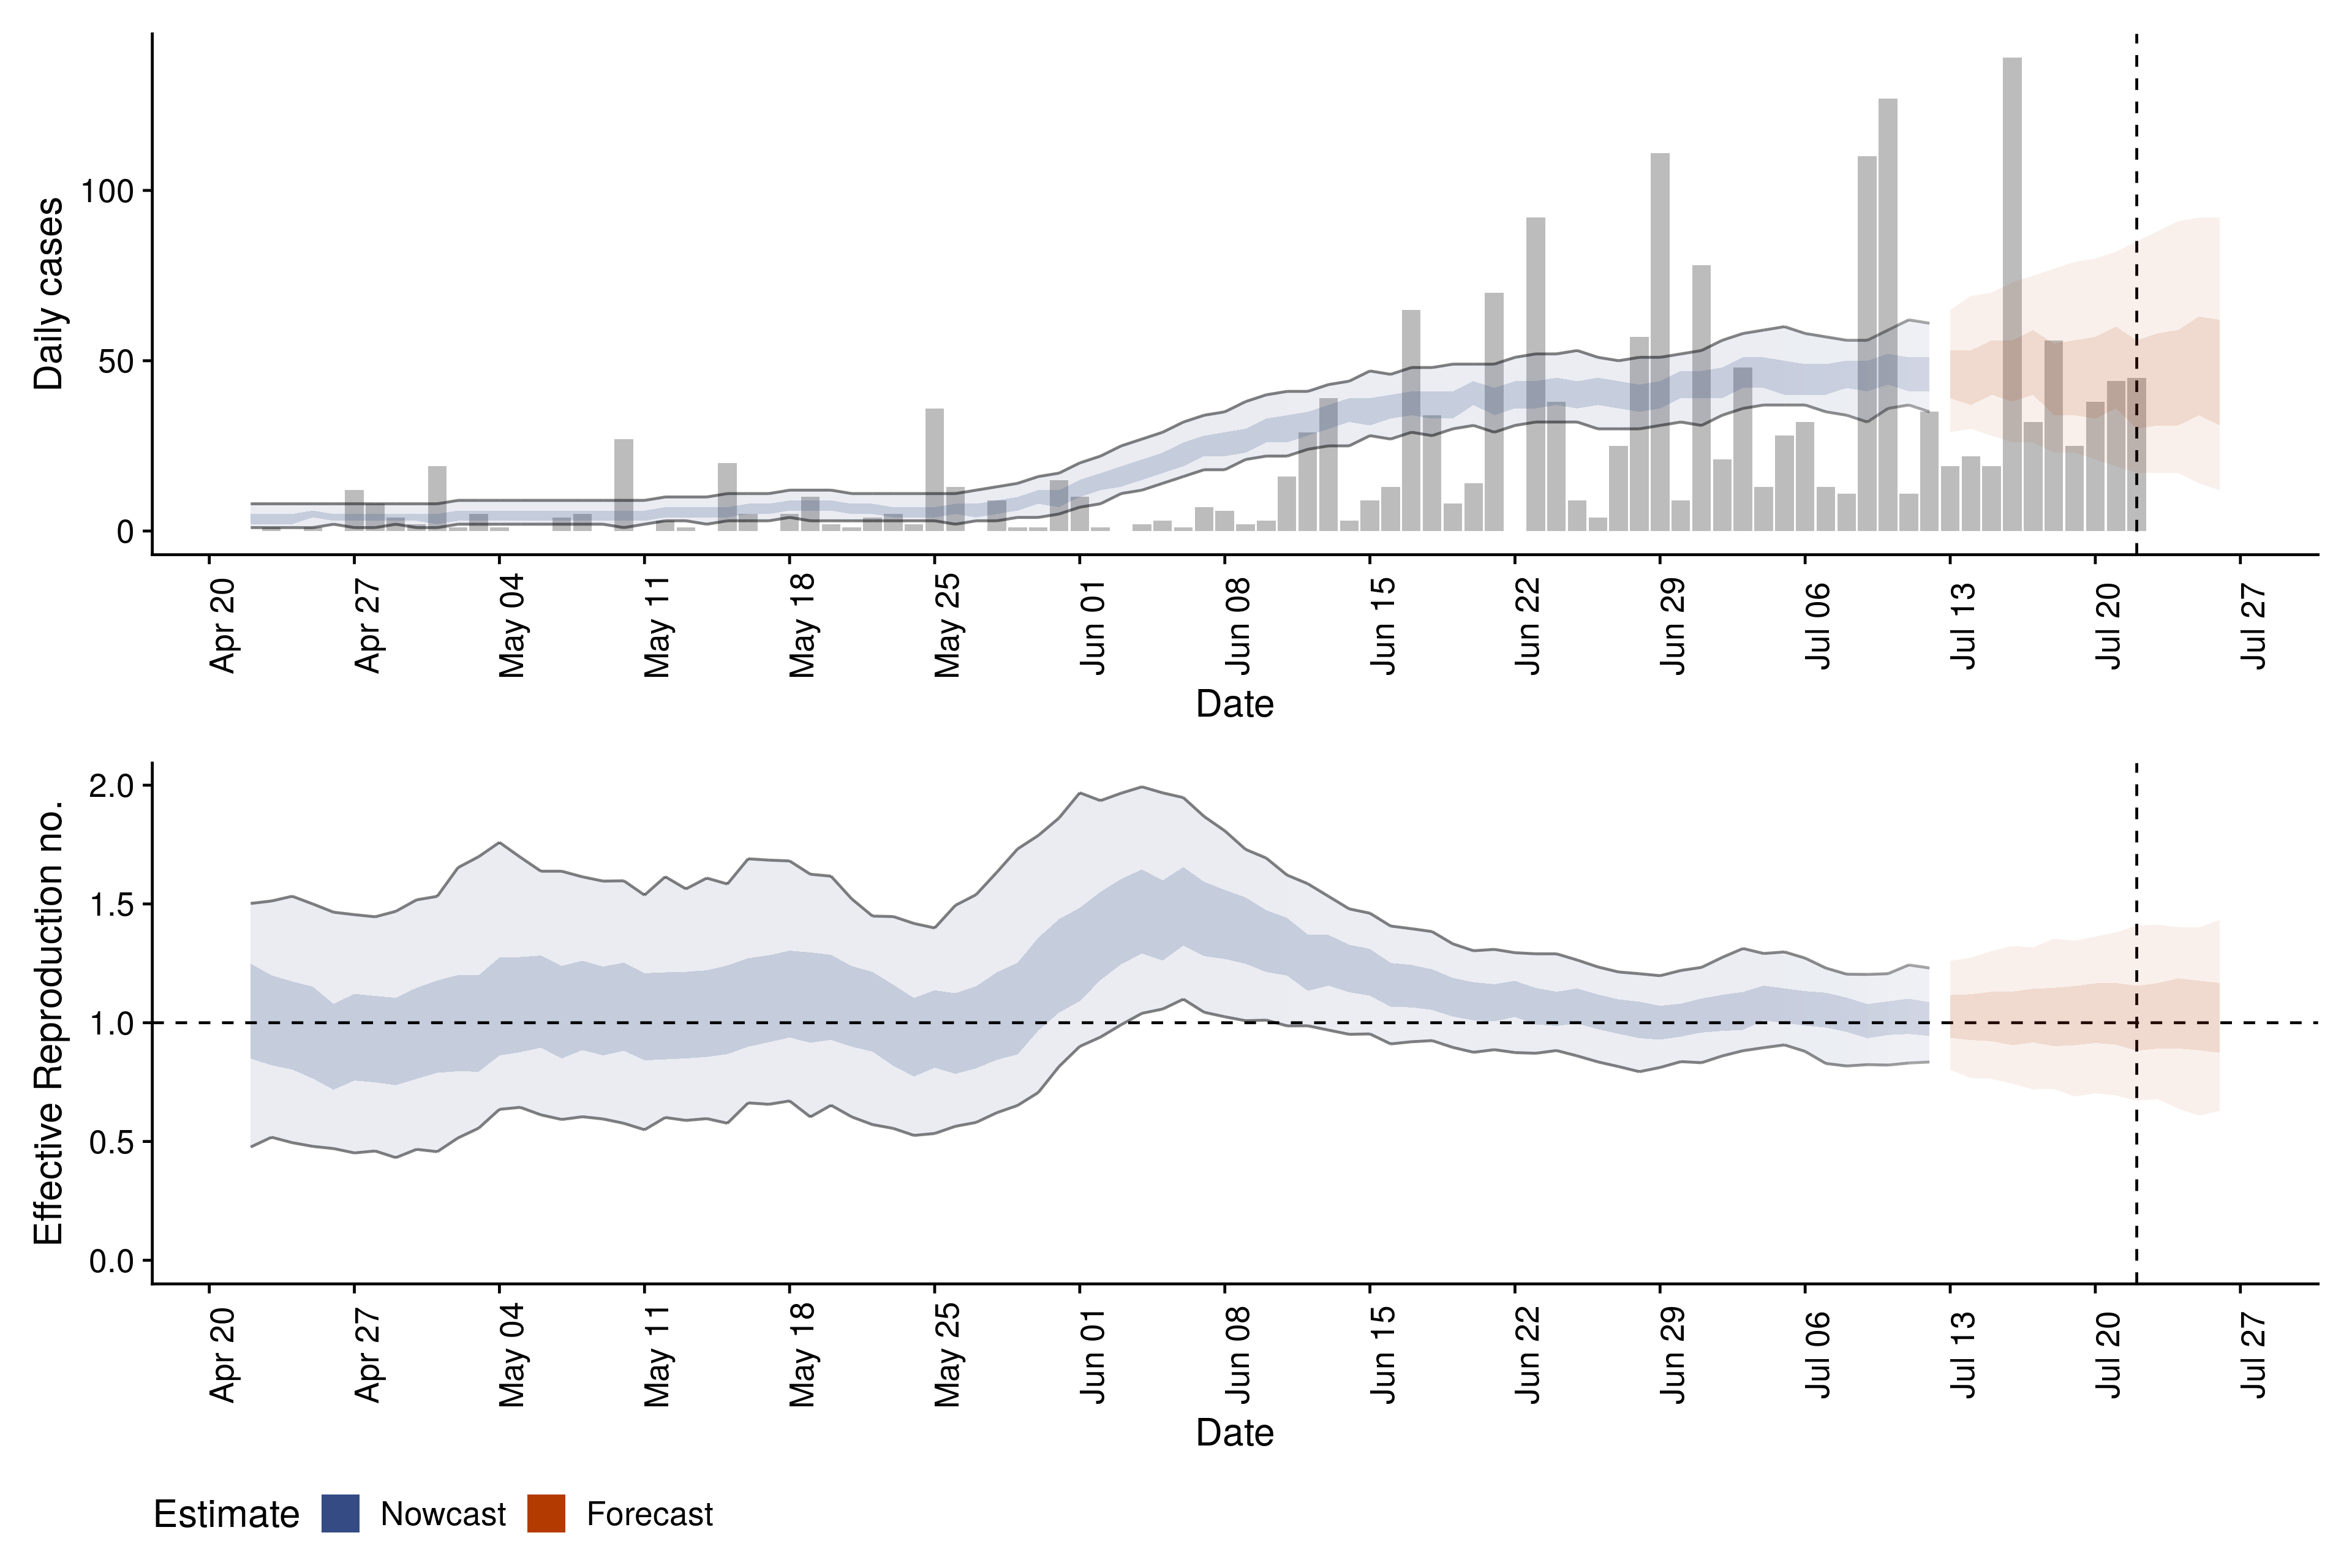 Daily cases
100
50
0
Apr 20 Apr 27 May 04 May 11 May 18 May 25 Jun 01 Jun 08 Jun 15 Jun 22 Jun 29 Jul 06 Jul 13 Jul 20 Jul 27
Date
Effective Reproduction no.
2.0
1.5
1.0
0.5
0.0
Apr 20 Apr 27 May 04 May 11 May 18 May 25 Jun 01 Jun 08 Jun 15 Jun 22 Jun 29 Jul 06 Jul 13 Jul 20 Jul 27
Date
Estimate Nowcast Forecast